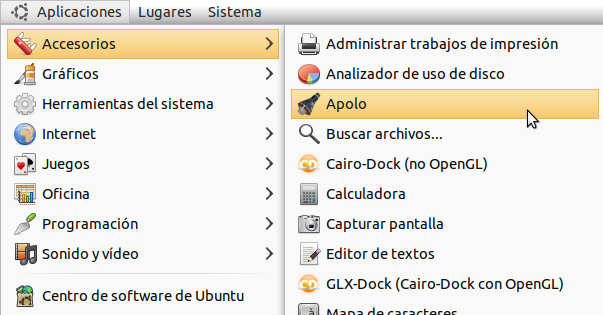 Aplicaciones Lugares Sistema
Accesorios
Gráficos
Herramientas del sistema
Internet
Juegos
Oficina
Programación
Sonido y vídeo
Centro de software de Ubuntu
Administrar trabajos de impresión
Analizador de uso de disco
Apolo
Buscar archivos...
Cairo-Dock (no OpenGL)
Calculadora
Capturar pantalla
Editor de textos
GLX-Dock (Cairo-Dock con OpenGL)
Mapa de caracteres